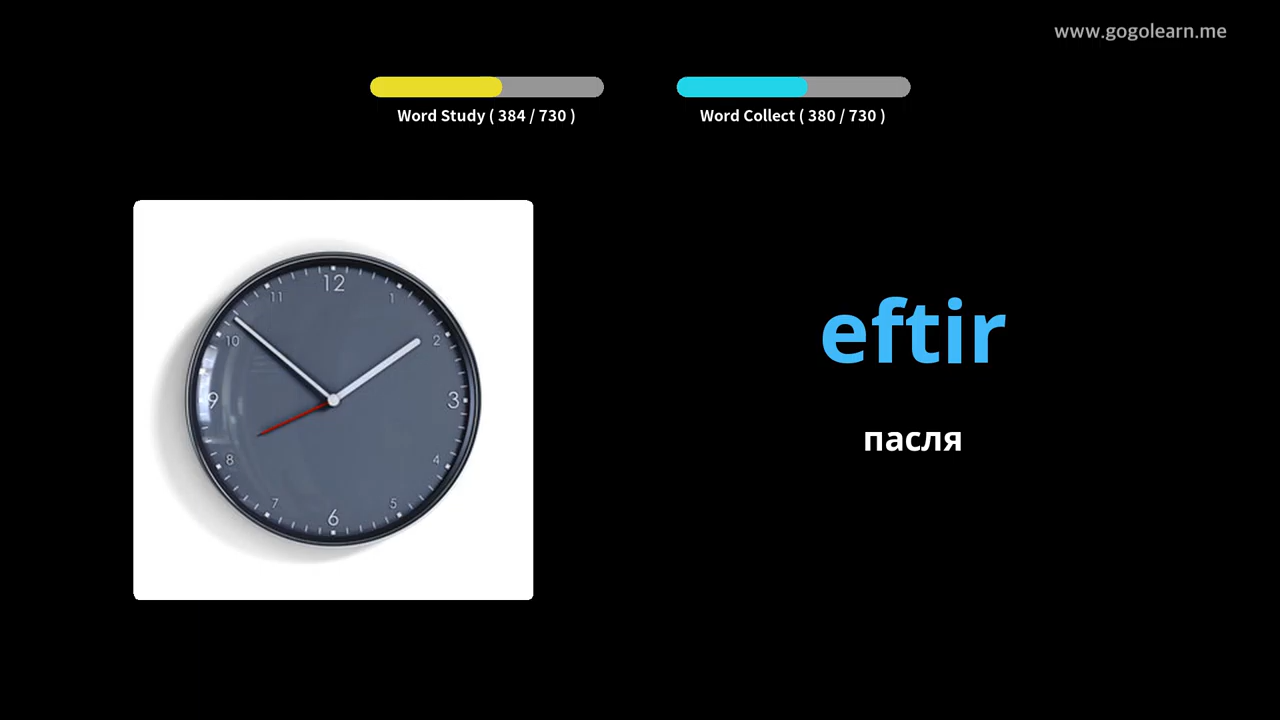 www.gogolearn.me
Word Study ( 384 / 730 )
Word Collect ( 380 / 730 )
12
11
1
10
2
9
3
8
4
7
5
6
eftir
пасля